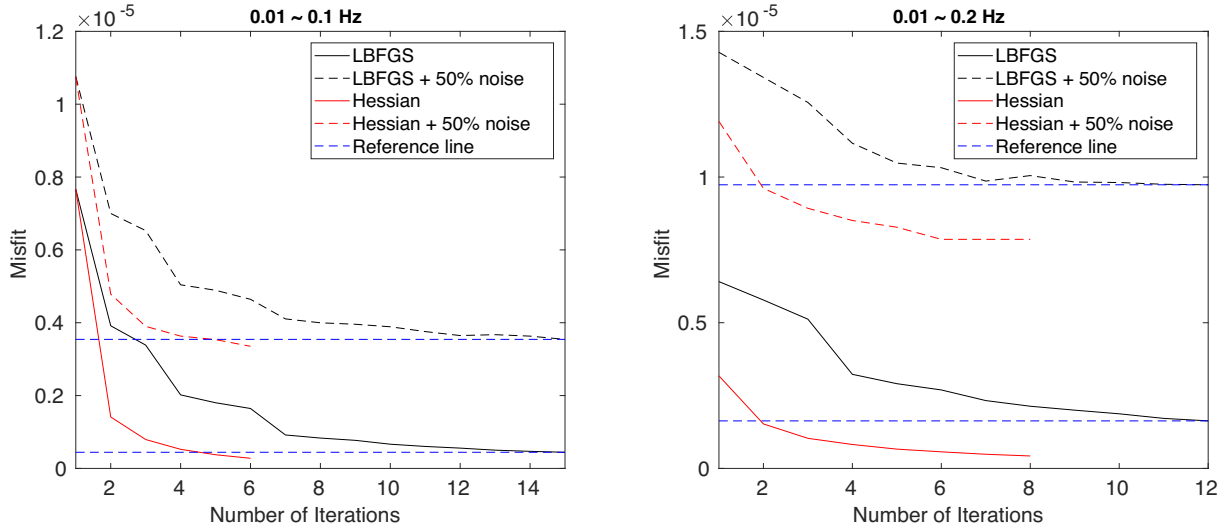 0.01 ~ 0.1 Hz
×10-5
1.2
1
0.8
0.6
0.4
0.2
0
Misfit
LBFGS
LBFGS + 50% noise
Hessian
Hessian + 50% noise
Reference line
2 4 6 8 10 12 14
Number of Iterations
0.01 ~ 0.2 Hz
×10-5
1.5
1
0.5
0
Misfit
LBFGS
LBFGS + 50% noise
Hessian
Hessian + 50% noise
Reference line
2 4 6 8 10 12
Number of Iterations